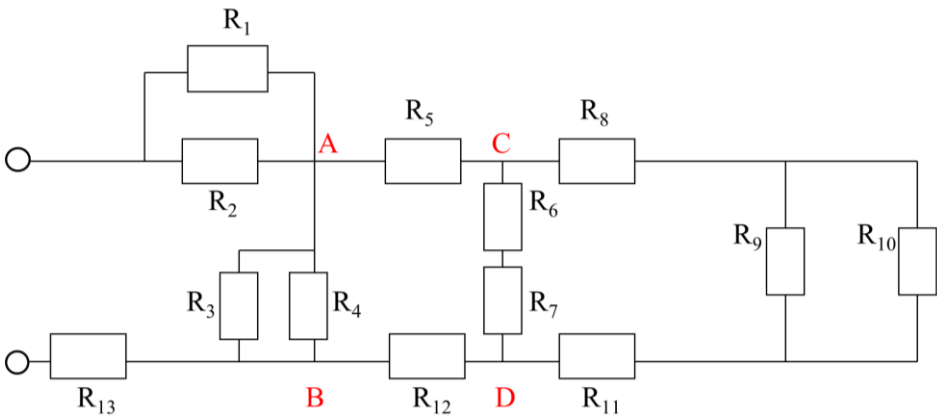 R₁
R₅ R₈
A C
R₂ R₆
R₉ R₁₀
R₃ R₄ R₇
R₁₃ B R₁₂ D R₁₁